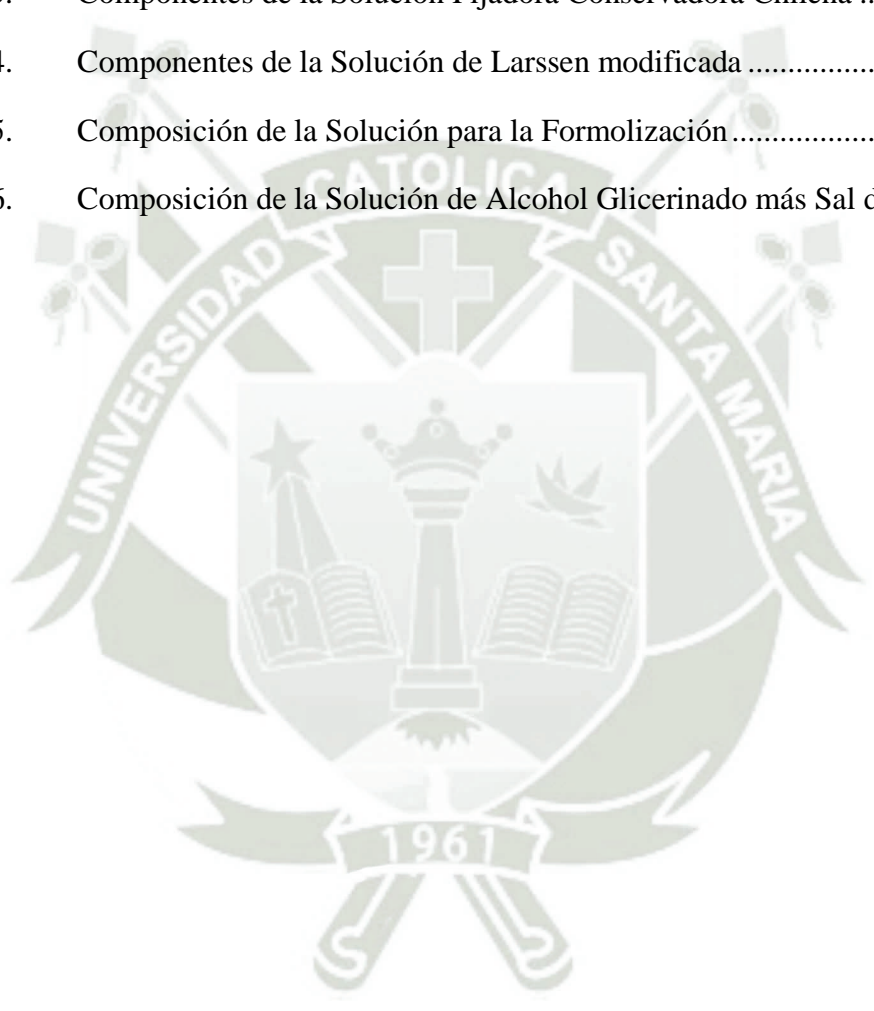 3. Componentes de la Solución Fijadora Conservadora Chilena ..
4. Componentes de la Solución de Larssen modificada ................
5. Composición de la Solución para la Formolización ..................
6. Composición de la Solución de Alcohol Glicerinado más Sal d
UNIVERSIDAD CATOLICA SANTA MARIA
1961